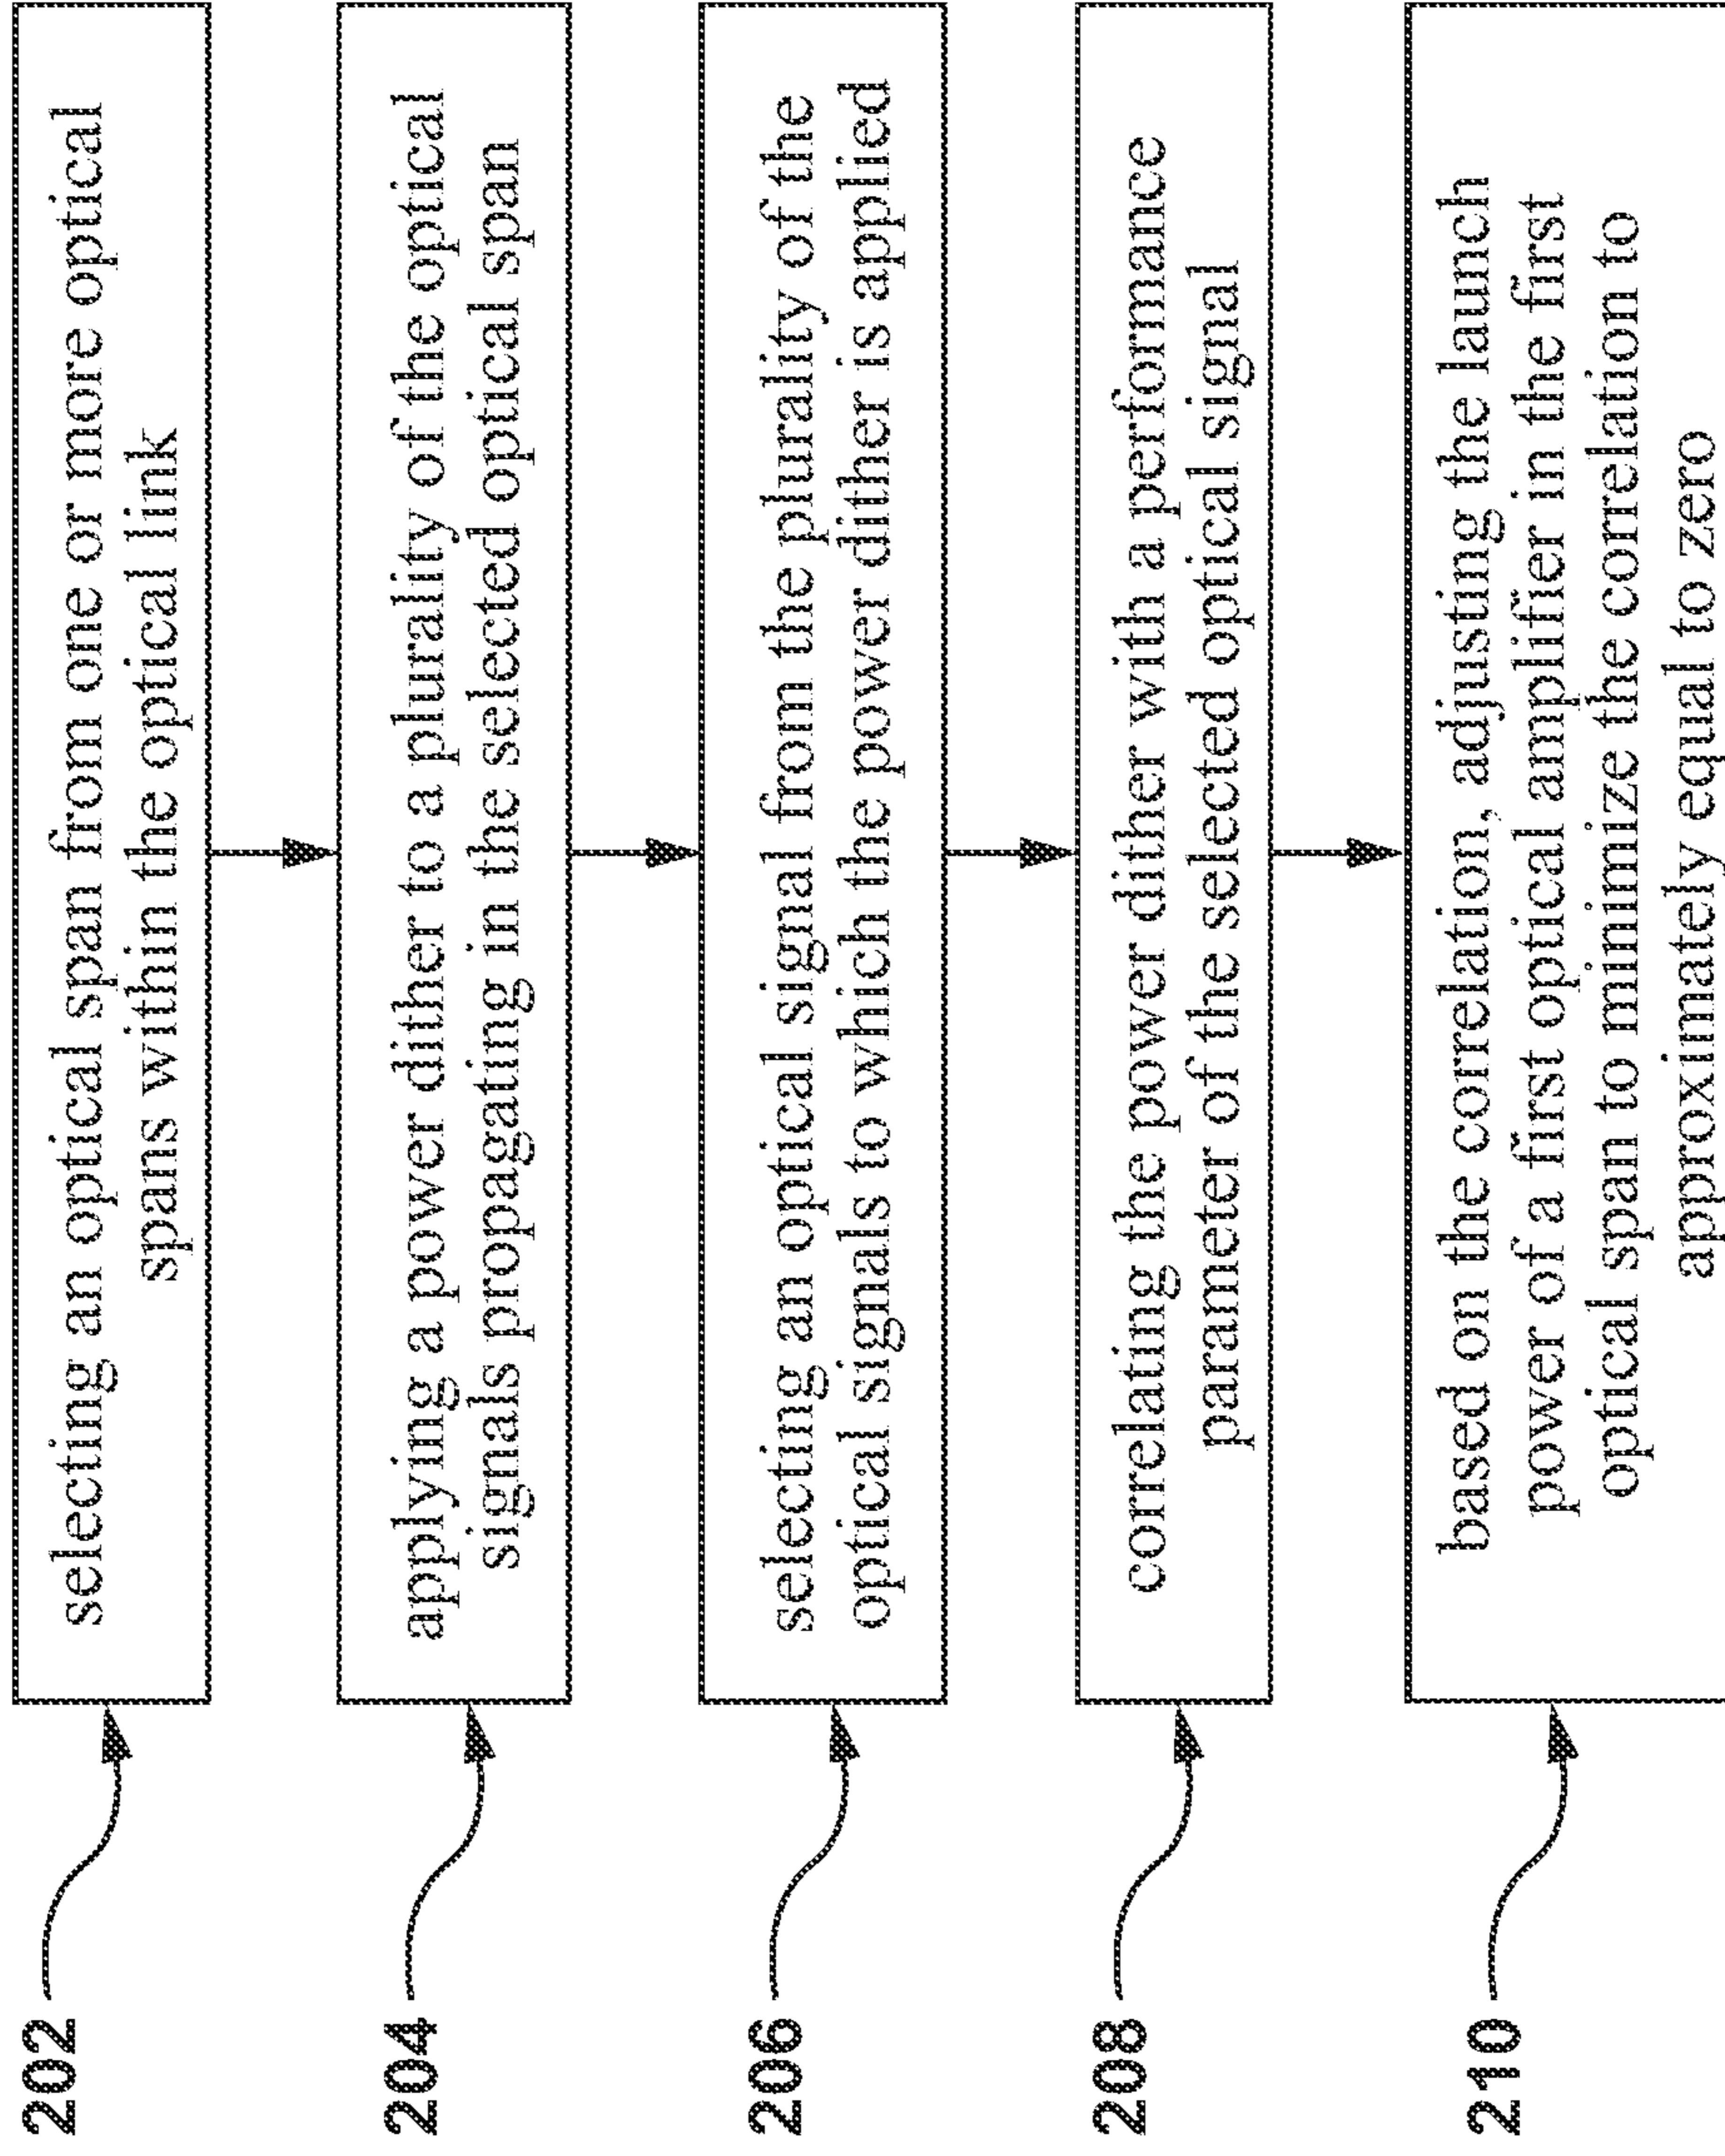 202
selecting an optical span from one or more optical
spans within the optical link
204
applying a power dither to a plurality of the optical
signals propagating in the selected optical span
206
selecting an optical signal from the plurality of the
optical signals to which the power dither is applied
208
correlating the power dither with a performance
parameter of the selected optical signal
210
based on the correlation, adjusting the launch
power of a first optical amplifier in the first
optical span to minimize the correlation to
approximately equal to zero